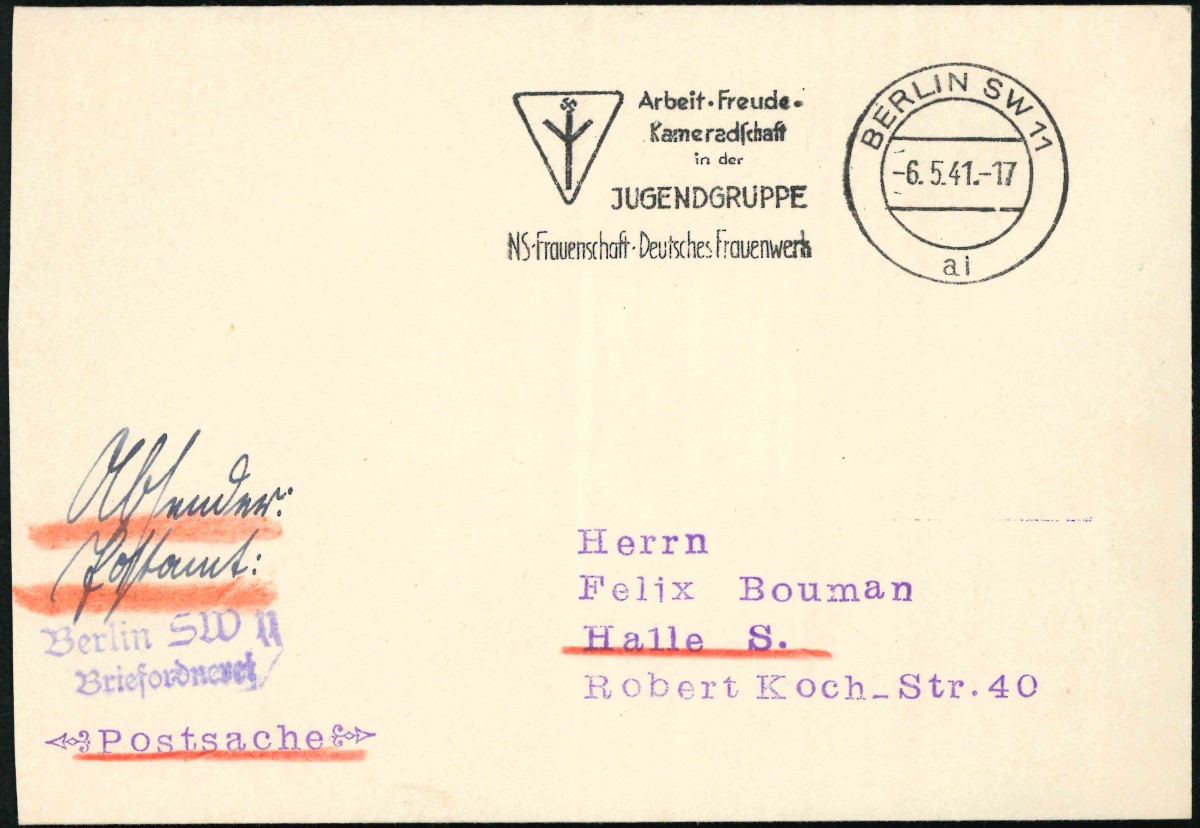 Arbeit · Freude ·
Kameradschaft
in der
JUGENDGRUPPE
NS-Frauenschaft · Deutsches Frauenwerk
BERLIN SW 11
-6. 5.41.-17
ai
Absender:
Postamt:
Berlin SW 11
Briefordnerei
Postsache
Herrn
Felix Bouman
Halle S.
Robert Koch-Str. 40